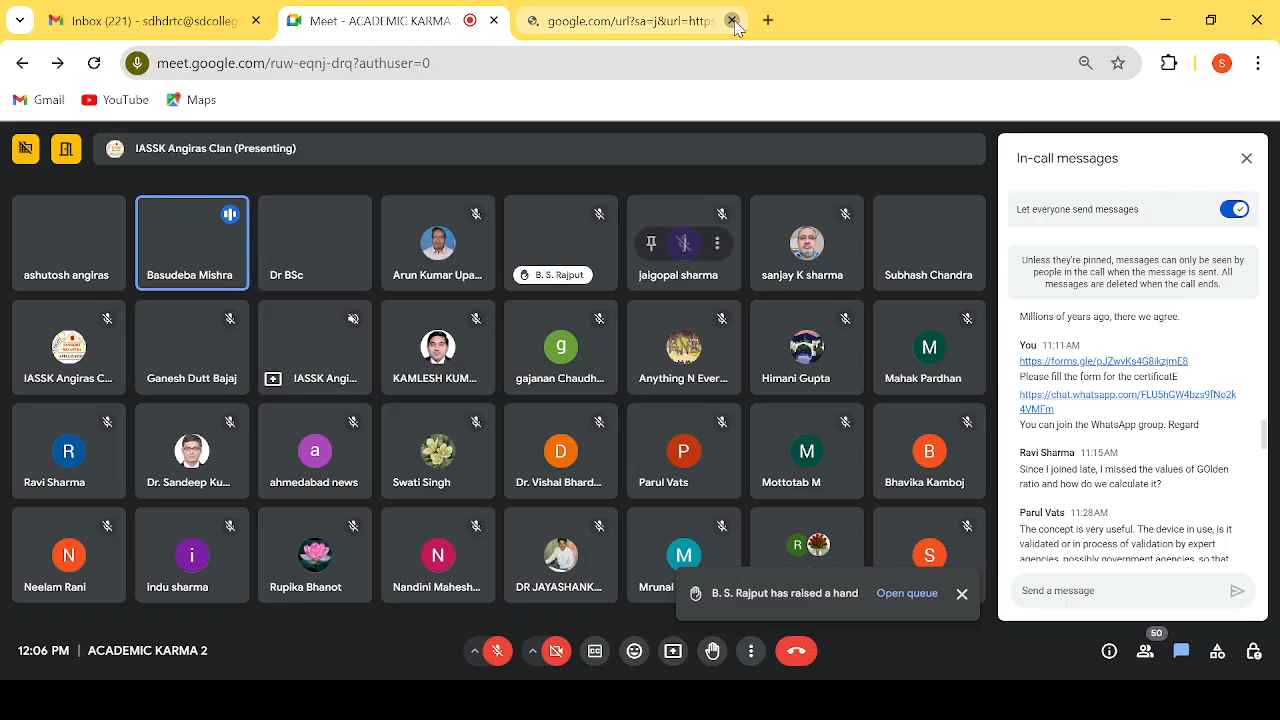 Inbox (221) - sdhdrtc@sdcolleg
Meet - ACADEMIC KARMA
google.com/url?sa=j&url=https
meet.google.com/ruw-eqnj-drq?authuser=0
S
Gmail
YouTube
Maps
IASSK Angiras Clan (Presenting)
In-call messages
Let everyone send messages
Unless they're pinned, messages can only be seen by
people in the call when the message is sent. All
messages are deleted when the call ends.
ashutosh angiras
Basudeba MIshra
Dr BSc
Arun Kumar Upa...
B. S. Rajput
jaigopal sharma
sanjay K sharma
Subhash Chandra
IASSK Angiras C...
Ganesh Dutt Bajaj
IASSK Angi...
KAMLESH KUM...
g
gajanan Chaudh...
Anything N Ever...
Himani Gupta
M
Mahak Pardhan
R
Ravi Sharma
Dr. Sandeep Ku...
a
ahmedabad news
Swati Singh
D
Dr. Vishal Bhard...
P
Parul Vats
M
Mottotab M
B
Bhavika Kamboj
N
Neelam Rani
i
indu sharma
Rupika Bhanot
N
Nandini Mahesh...
DR JAYASHANK...
M
Mrunal
R
S
B. S. Rajput has raised a hand
Open queue
Millions of years ago, there we agree.
You 11:11 AM
https://forms.gle/pJZwvKs4G8ikzjmE8
Please fill the form for the certificatE
https://chat.whatsapp.com/FLU5hGW4bzs9fNo2k
4VMFm
You can join the WhatsApp group. Regard
Ravi Sharma 11:15 AM
Since I joined late, I missed the values of GOlden
ratio and how do we calculate it?
Parul Vats 11:28 AM
The concept is very useful. The device in use, is it
validated or in process of validation by expert
agencies, possibly government agencies, so that
Send a message
12:06 PM | ACADEMIC KARMA 2
50